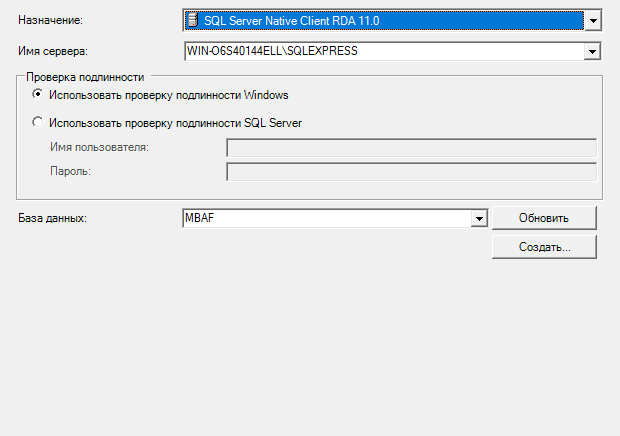 Назначение: SQL Server Native Client RDA 11.0
Имя сервера: WIN-O6S40144ELL\SQLEXPRESS
Проверка подлинности
Использовать проверку подлинности Windows
Использовать проверку подлинности SQL Server
Имя пользователя:
Пароль:
База данных: MBAF Обновить
Создать...